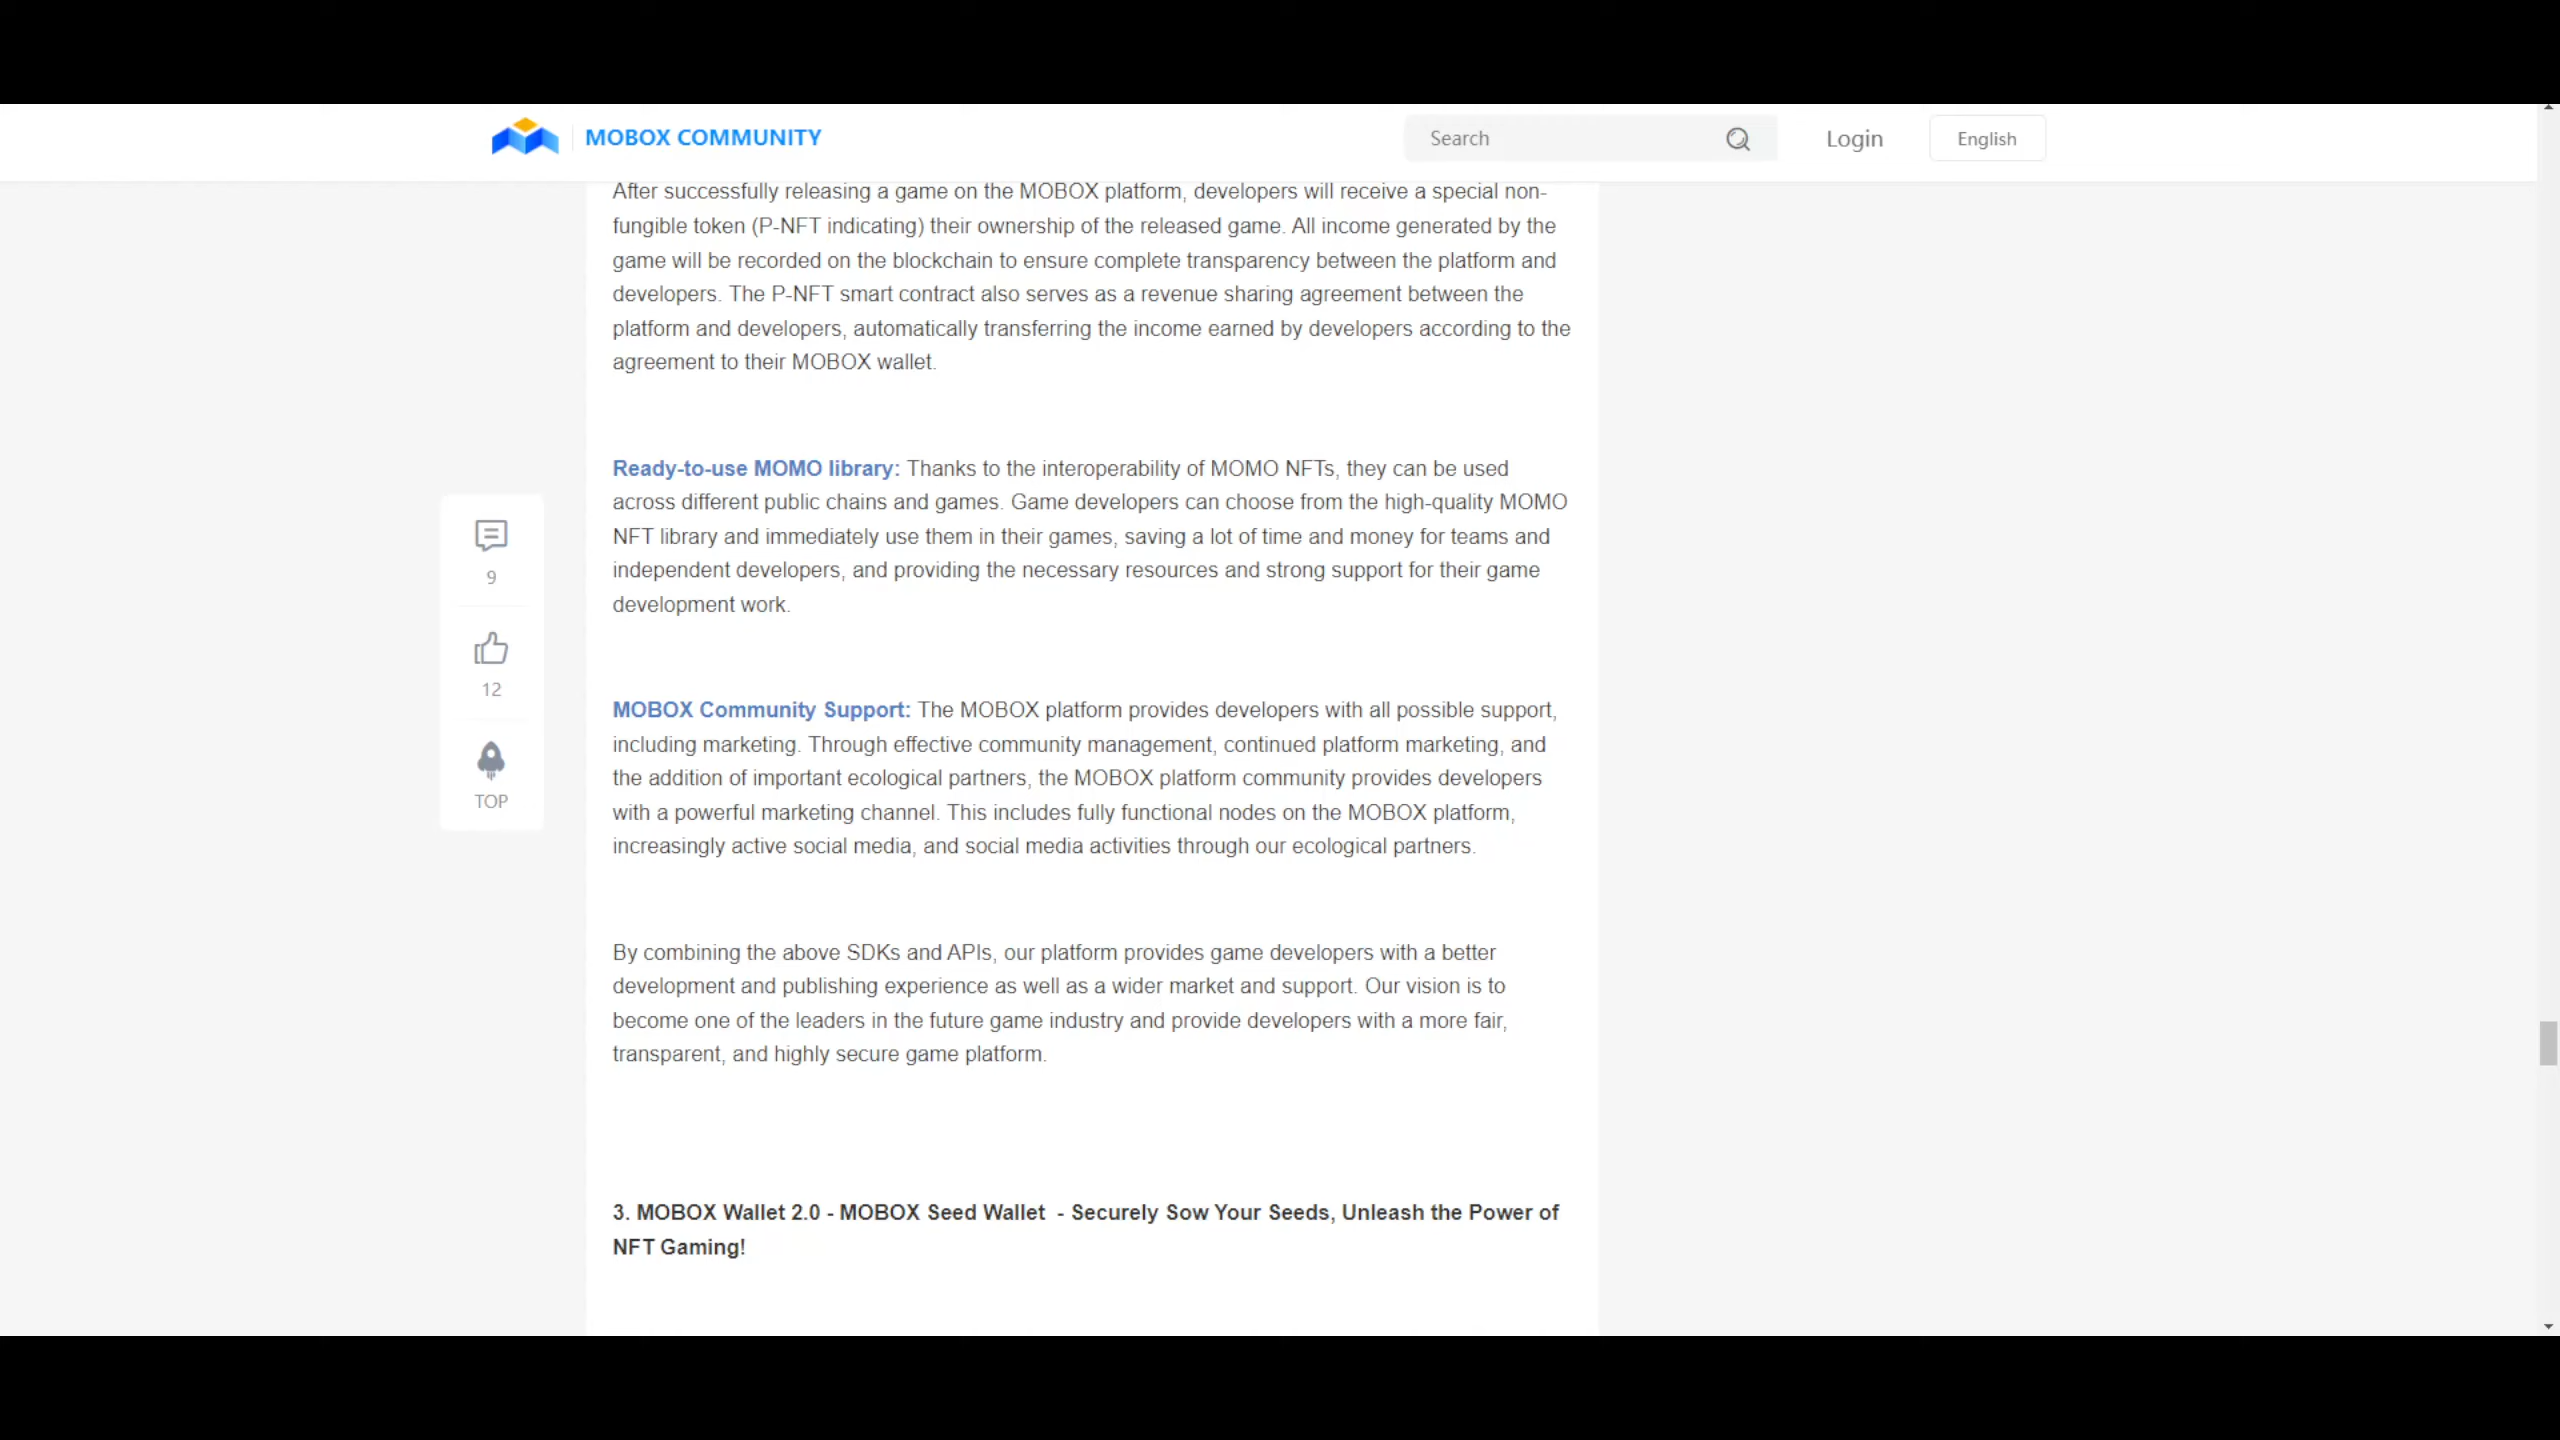 MOBOX COMMUNITY
Search
Login
English
After successfully releasing a game on the MOBOX platform, developers will receive a special non-
fungible token (P-NFT indicating) their ownership of the released game. All income generated by the
game will be recorded on the blockchain to ensure complete transparency between the platform and
developers. The P-NFT smart contract also serves as a revenue sharing agreement between the
platform and developers, automatically transferring the income earned by developers according to the
agreement to their MOBOX wallet.
Ready-to-use MOMO library: Thanks to the interoperability of MOMO NFTs, they can be used
across different public chains and games. Game developers can choose from the high-quality MOMO
NFT library and immediately use them in their games, saving a lot of time and money for teams and
independent developers, and providing the necessary resources and strong support for their game
development work.
9
12
TOP
MOBOX Community Support: The MOBOX platform provides developers with all possible support,
including marketing. Through effective community management, continued platform marketing, and
the addition of important ecological partners, the MOBOX platform community provides developers
with a powerful marketing channel. This includes fully functional nodes on the MOBOX platform,
increasingly active social media, and social media activities through our ecological partners.
By combining the above SDKs and APIs, our platform provides game developers with a better
development and publishing experience as well as a wider market and support. Our vision is to
become one of the leaders in the future game industry and provide developers with a more fair,
transparent, and highly secure game platform.
3. MOBOX Wallet 2.0 - MOBOX Seed Wallet - Securely Sow Your Seeds, Unleash the Power of
NFT Gaming!